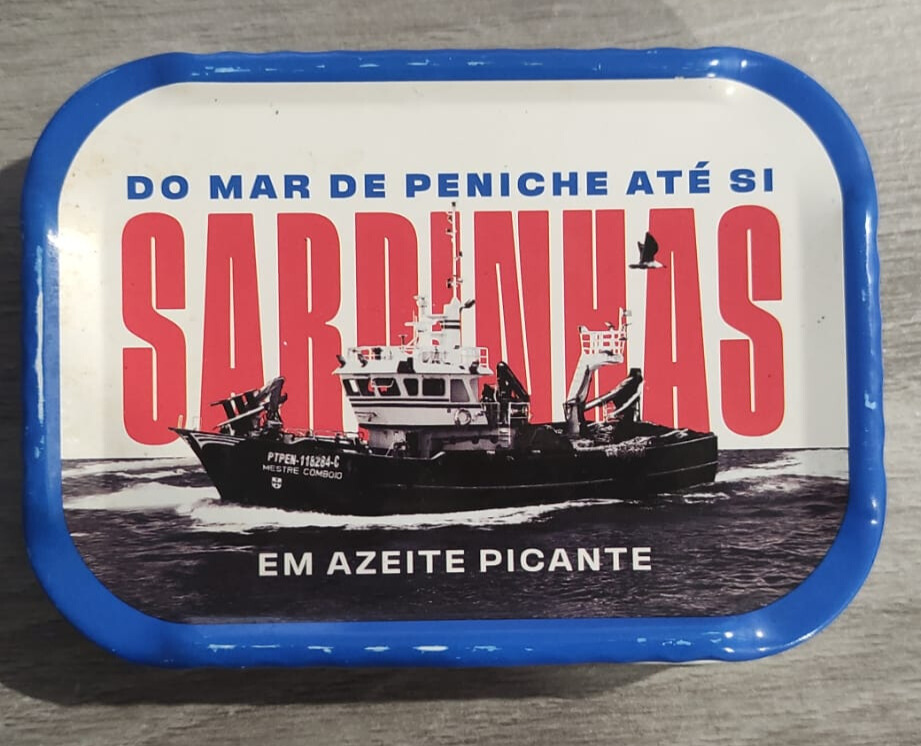 DO MAR DE PENICHE ATÉ SI
SARDINHAS
PTPEN-118284-C
MESTRE COMBOIO
EM AZEITE PICANTE